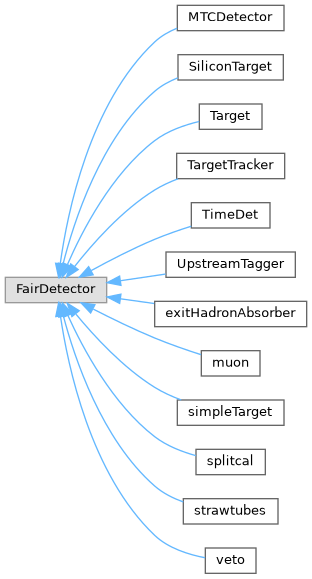 MTCDetector
SiliconTarget
Target
TargetTracker
TimeDet
UpstreamTagger
FairDetector
exitHadronAbsorber
muon
simpleTarget
splitcal
strawtubes
veto